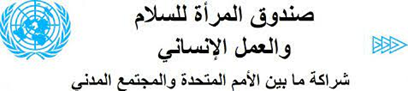 صندوق المرأة للسلام
والعمل الإنساني
شراكة ما بين الأمم المتحدة والمجتمع المدني